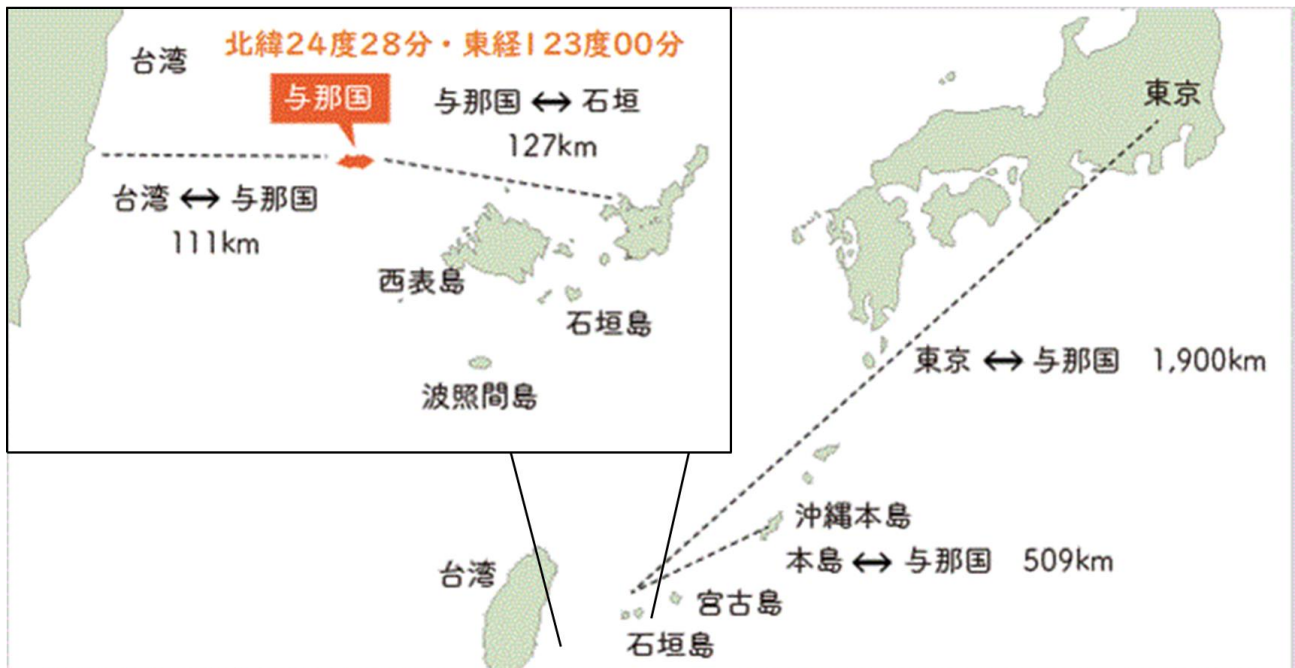 台湾
北緯24度28分・東経123度00分
与那国
与那国 ↔ 石垣
127km
台湾 ↔ 与那国
111km
西表島
石垣島
波照間島
東京
東京 ↔ 与那国 1,900km
沖縄本島
本島 ↔ 与那国 509km
台湾
宮古島
石垣島